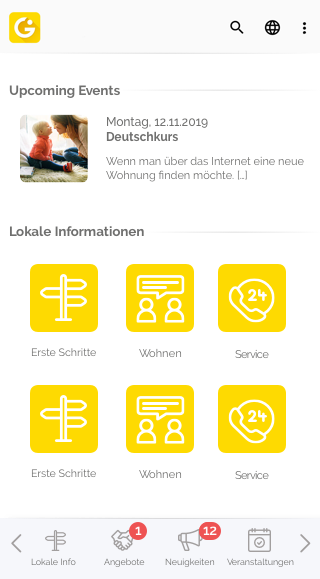 G
Upcoming Events
Montag, 12.11.2019
Deutschkurs
Wenn man über das Internet eine neue
Wohnung finden möchte. [...]
Lokale Informationen
24
Erste Schritte
Wohnen
Service
24
Erste Schritte
Wohnen
Service
1
12
Lokale Info
Angebote
Neuigkeiten
Veranstaltungen